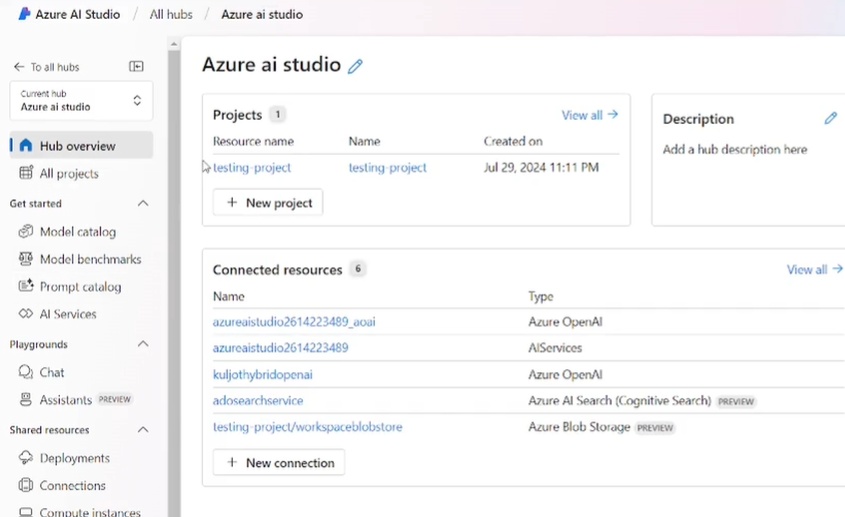 Azure AI Studio / All hubs / Azure ai studio
To all hubs
Current hub
Azure ai studio
Hub overview
All projects
Get started
Model catalog
Model benchmarks
Prompt catalog
AI Services
Playgrounds
Chat
Assistants PREVIEW
Shared resources
Deployments
Connections
Compute instances
Azure ai studio
Projects 1 View all
Resource name Name Created on
testing-project testing-project Jul 29, 2024 11:11 PM
+ New project
Description
Add a hub description here
Connected resources 6 View all
Name Type
azureaistudio2614223489_aoai Azure OpenAI
azureaistudio2614223489 AIServices
kuljothybridopenai Azure OpenAI
adosearchservice Azure AI Search (Cognitive Search) PREVIEW
testing-project/workspaceblobstore Azure Blob Storage PREVIEW
+ New connection